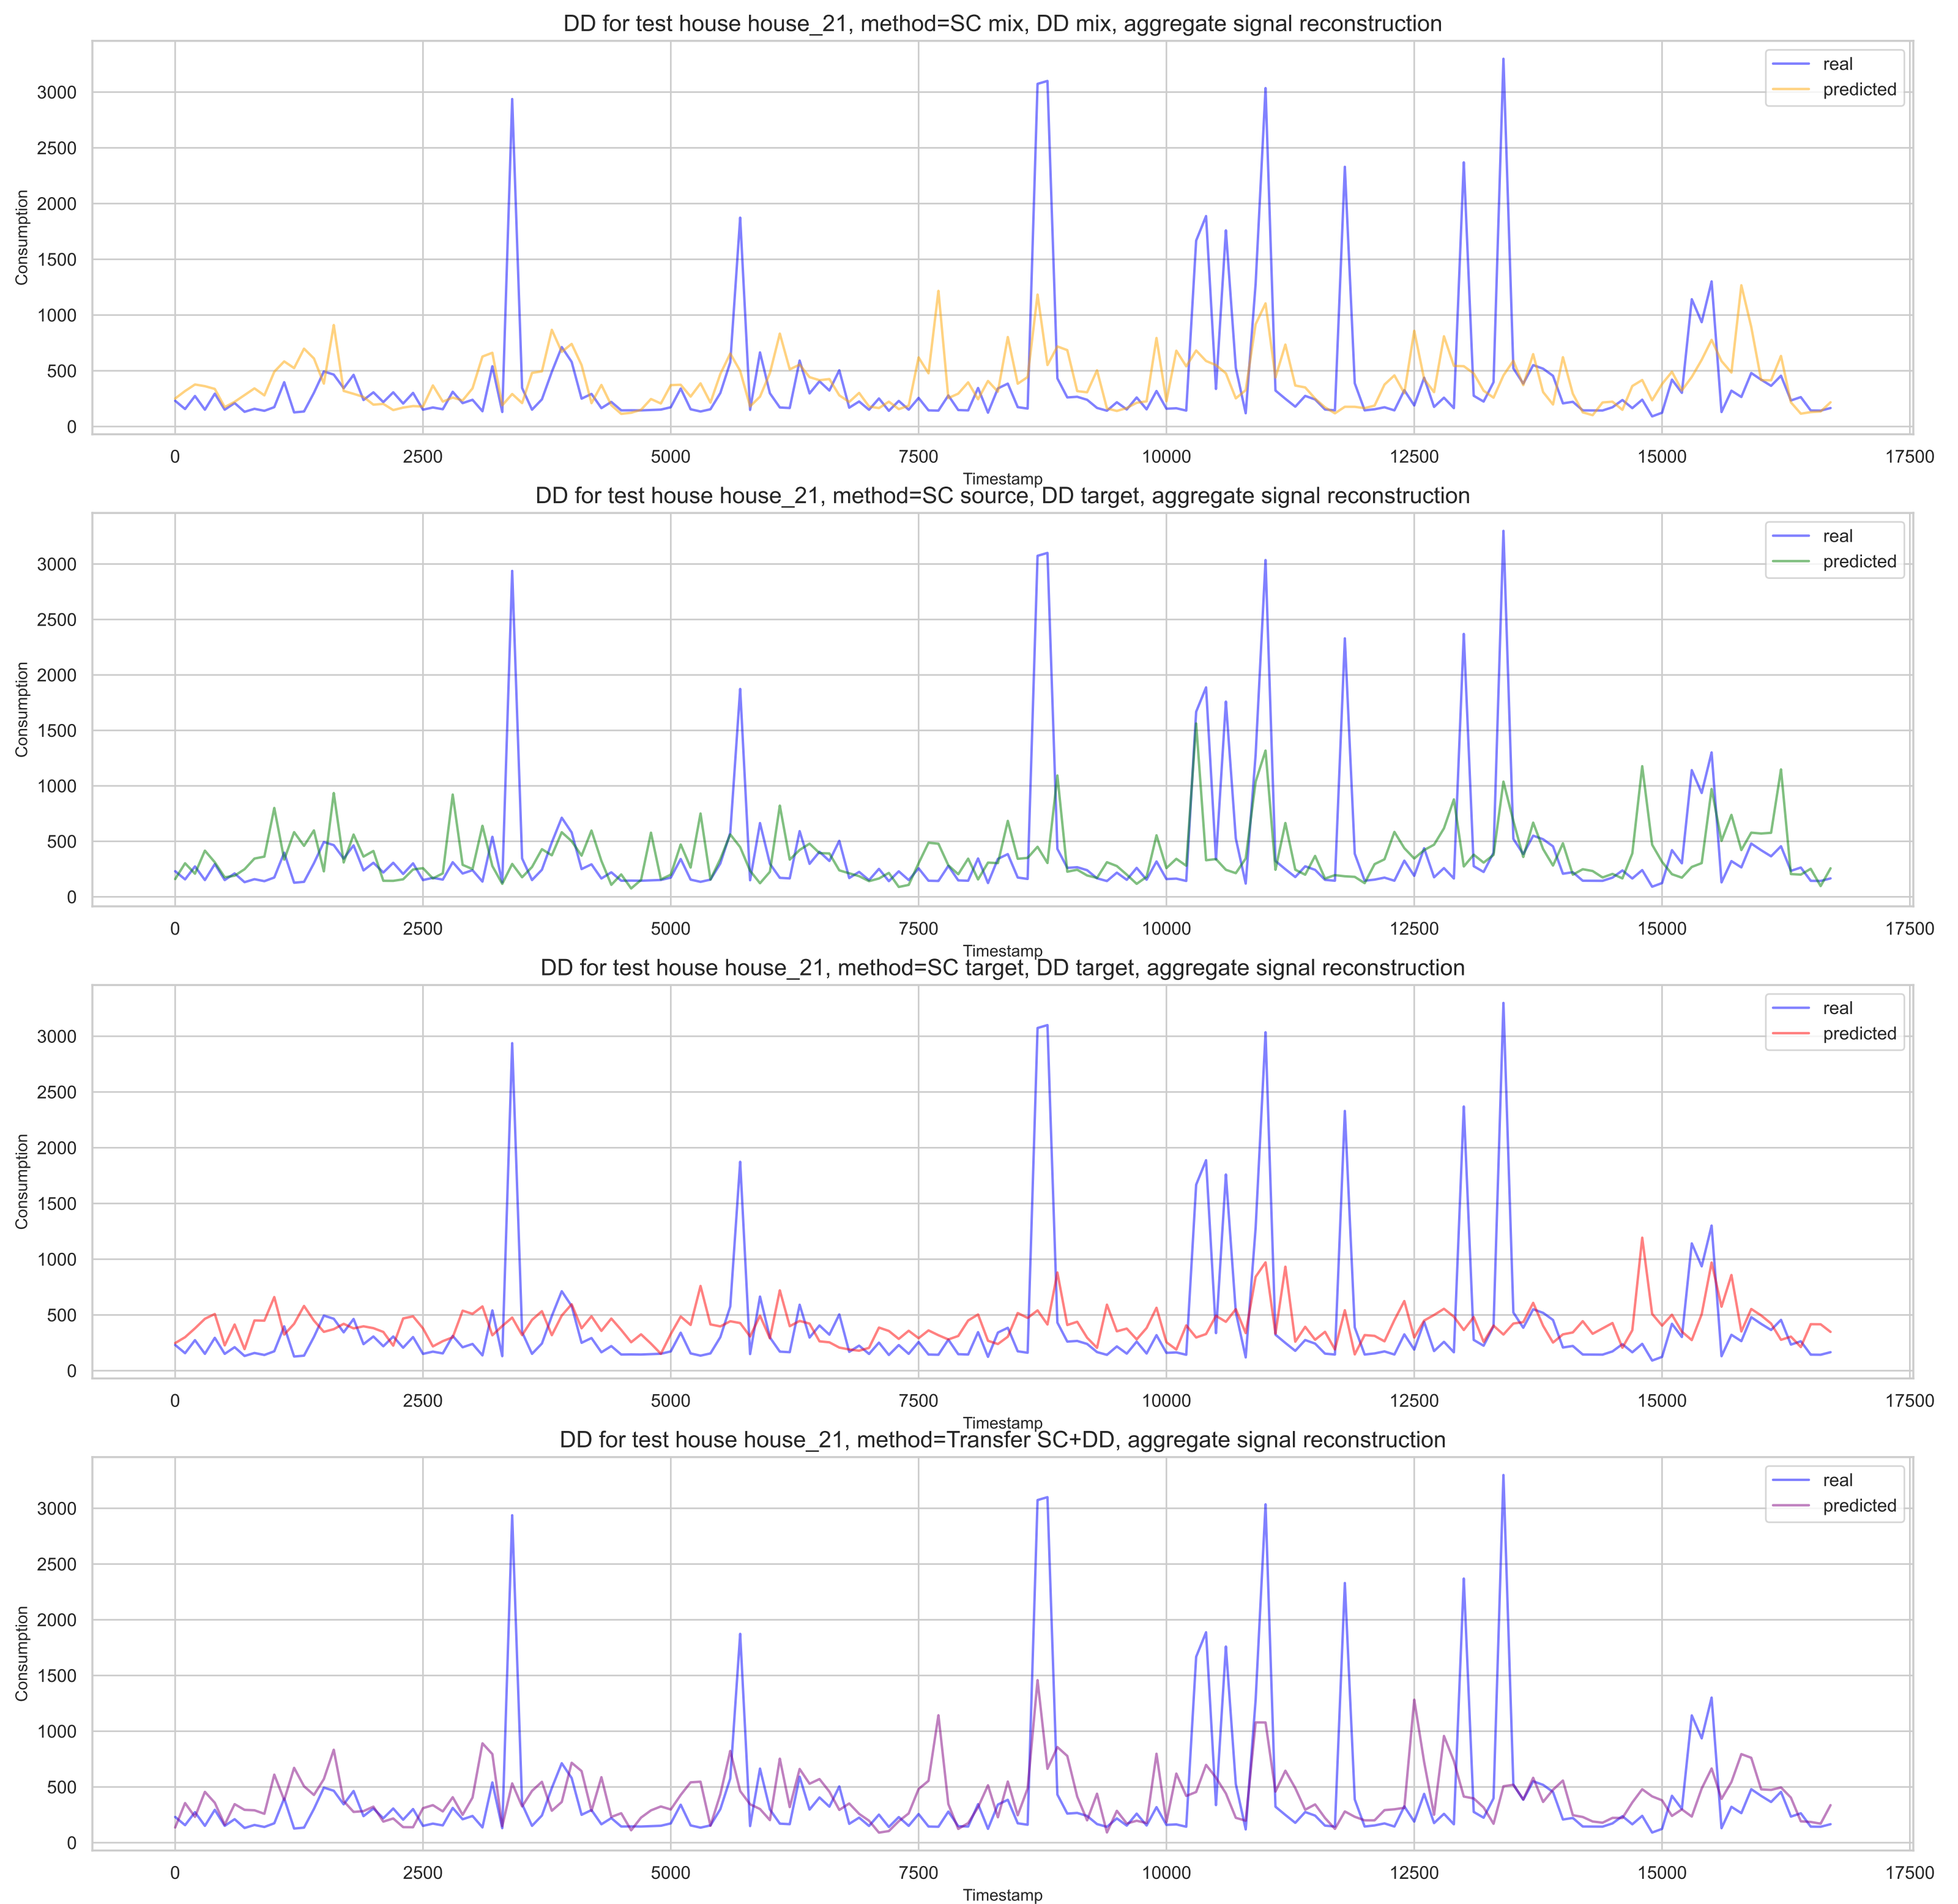 DD for test house house_21, method=SC mix, DD mix, aggregate signal reconstruction
real
predicted
3000
2500
2000
1500
1000
500
0
Consumption
0 2500 5000 7500 10000 12500 15000 17500
Timestamp
DD for test house house_21, method=SC source, DD target, aggregate signal reconstruction
real
predicted
3000
2500
2000
1500
1000
500
0
Consumption
0 2500 5000 7500 10000 12500 15000 17500
Timestamp
DD for test house house_21, method=SC target, DD target, aggregate signal reconstruction
real
predicted
3000
2500
2000
1500
1000
500
0
Consumption
0 2500 5000 7500 10000 12500 15000 17500
Timestamp
DD for test house house_21, method=Transfer SC+DD, aggregate signal reconstruction
real
predicted
3000
2500
2000
1500
1000
500
0
Consumption
0 2500 5000 7500 10000 12500 15000 17500
Timestamp